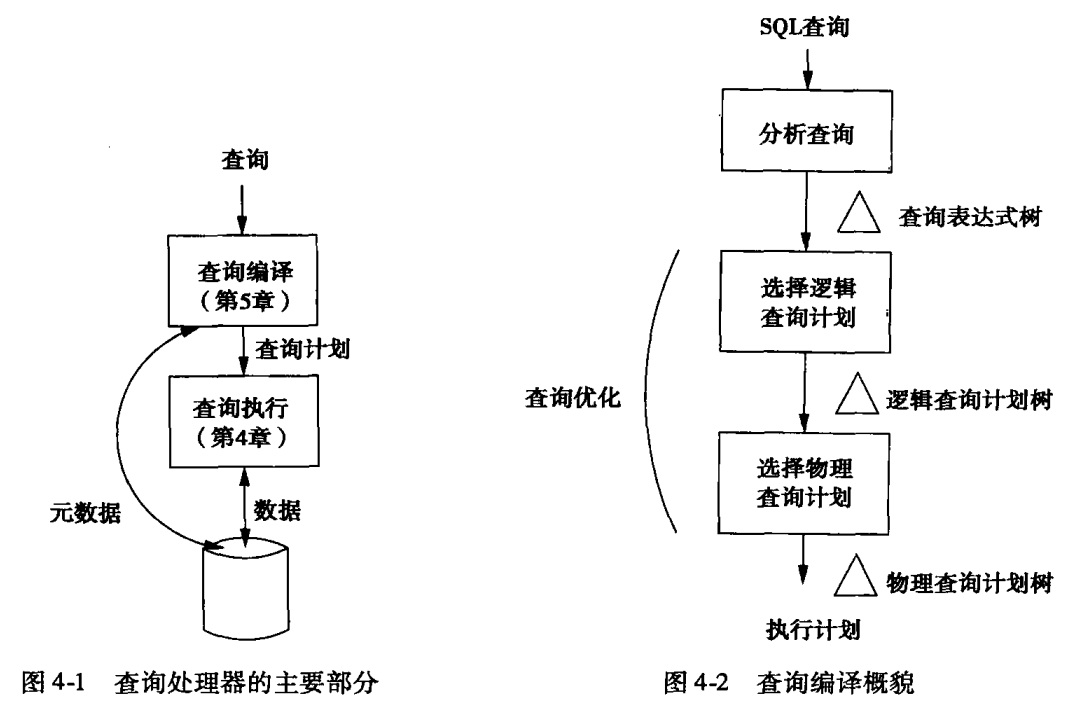 查询
查询编译
（第5章）
查询计划
查询执行
（第4章）
元数据
数据
图 4-1 查询处理器的主要部分
SQL查询
分析查询
查询表达式树
选择逻辑
查询计划
查询优化
逻辑查询计划树
选择物理
查询计划
物理查询计划树
执行计划
图 4-2 查询编译概貌